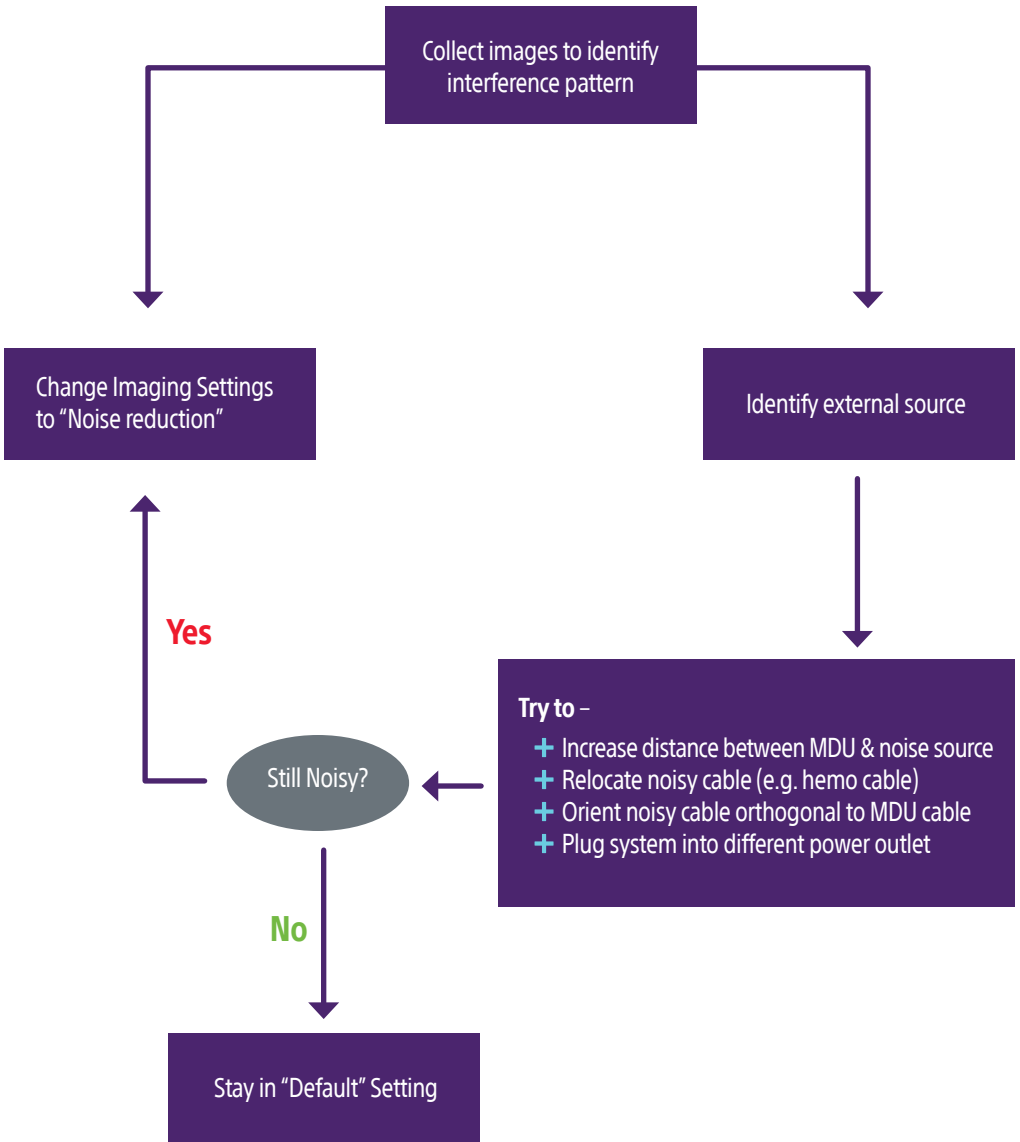 Collect images to identify
interference pattern
Change Imaging Settings
to “Noise reduction”
Identify external source
Yes
Try to –
+ Increase distance between MDU & noise source
+ Relocate noisy cable (e.g. hemo cable)
+ Orient noisy cable orthogonal to MDU cable
+ Plug system into different power outlet
Still Noisy?
No
Stay in “Default” Setting